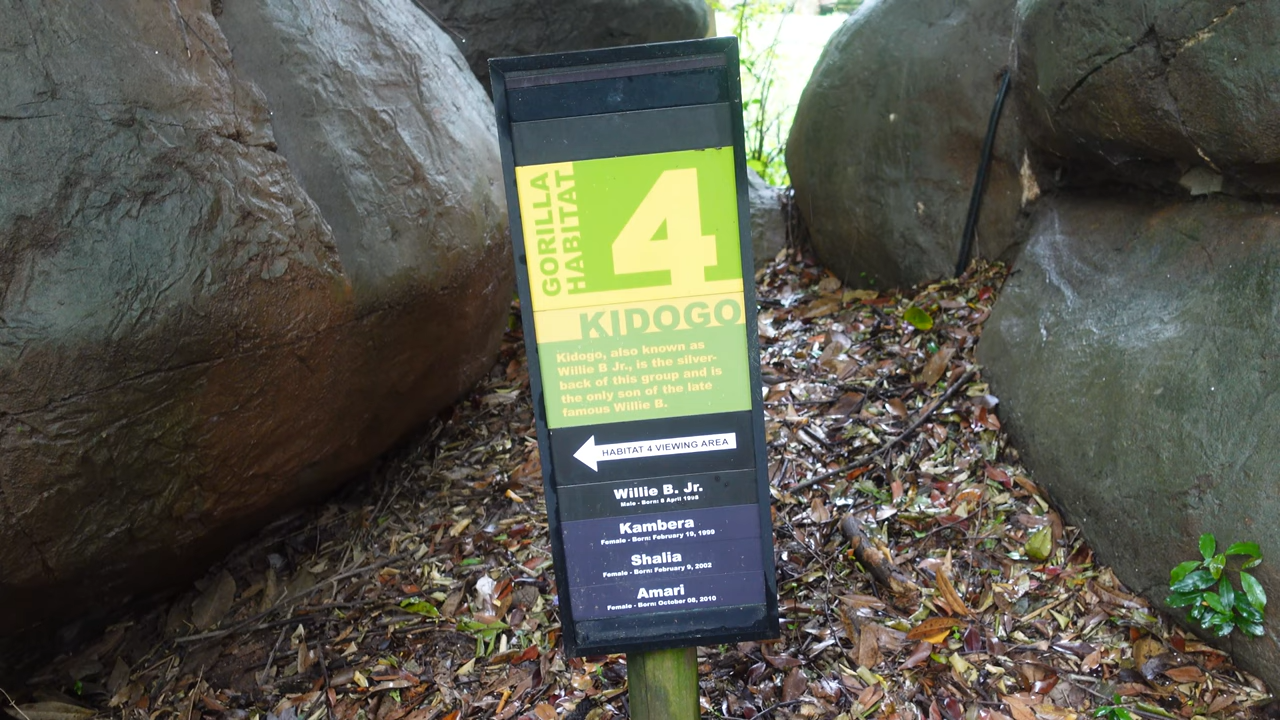 GORILLA
HABITAT
4
KIDOGO
Kidogo, also known as
Willie B Jr., is the silver-
back of this group and is
the only son of the late
famous Willie B.
HABITAT 4 VIEWING AREA
Willie B. Jr.
Male - Born: 8 April 1998
Kambera
Female - Born: February 19, 1999
Shalia
Female - Born: February 9, 2002
Amari
Female - Born: October 08, 2010